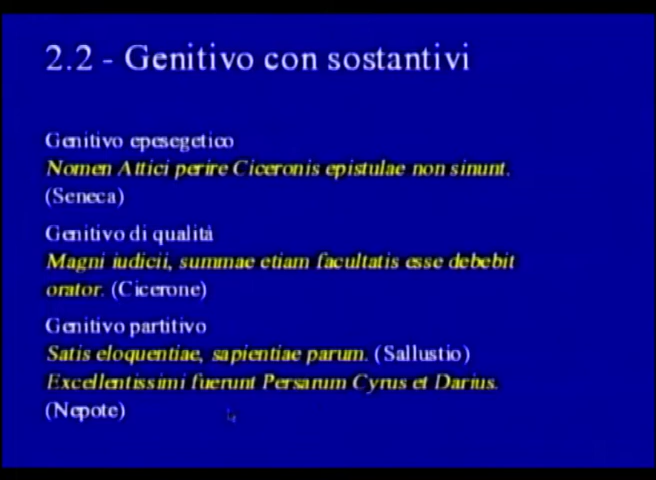 2.2 - Genitivo con sostantivi
Genitivo epesegetico
Nomen Attici perire Ciceronis epistulae non sinunt.
(Seneca)
Genitivo di qualità
Magni iudicii, summae etiam facultatis esse debebit
orator. (Cicerone)
Genitivo partitivo
Satis eloquentiae, sapientiae parum. (Sallustio)
Excellentissimi fuerunt Persarum Cyrus et Darius.
(Nepote)